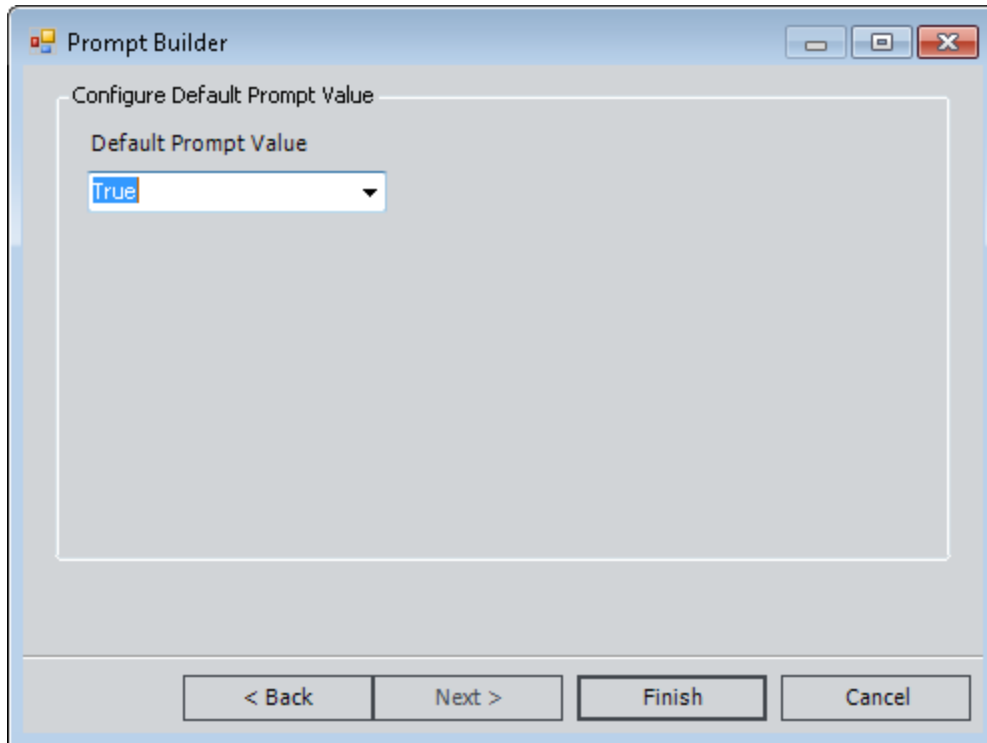 Prompt Builder
Configure Default Prompt Value
Default Prompt Value
True
< Back Next > Finish Cancel